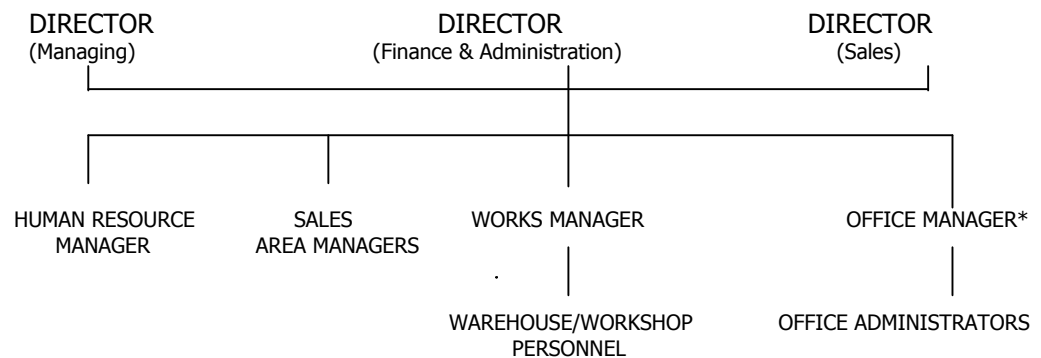 DIRECTOR DIRECTOR DIRECTOR
(Managing) (Finance & Administration) (Sales)
HUMAN RESOURCE SALES WORKS MANAGER OFFICE MANAGER*
MANAGER AREA MANAGERS
.
WAREHOUSE/WORKSHOP OFFICE ADMINISTRATORS
PERSONNEL